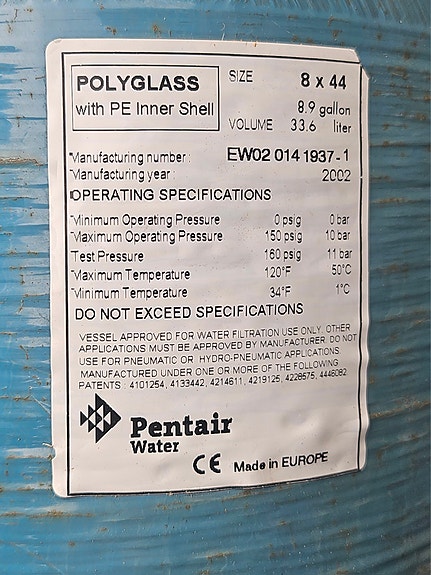 POLYGLASS
with PE Inner Shell
SIZE 8 x 44
8.9 gallon
VOLUME 33.6 liter
Manufacturing number : EW02 014 1937-1
Manufacturing year : 2002
OPERATING SPECIFICATIONS
Minimum Operating Pressure 0 psig 0 bar
Maximum Operating Pressure 150 psig 10 bar
Test Pressure 160 psig 11 bar
Maximum Temperature 120°F 50°C
Minimum Temperature 34°F 1°C
DO NOT EXCEED SPECIFICATIONS
VESSEL APPROVED FOR WATER FILTRATION USE ONLY. OTHER
APPLICATIONS MUST BE APPROVED BY MANUFACTURER. DO NOT
USE FOR PNEUMATIC OR HYDRO-PNEUMATIC APPLICATIONS
MANUFACTURED UNDER ONE OR MORE OF THE FOLLOWING
PATENTS : 4101254, 4133442, 4214611, 4219125, 4228575, 4446082
Pentair
Water
CE Made in EUROPE